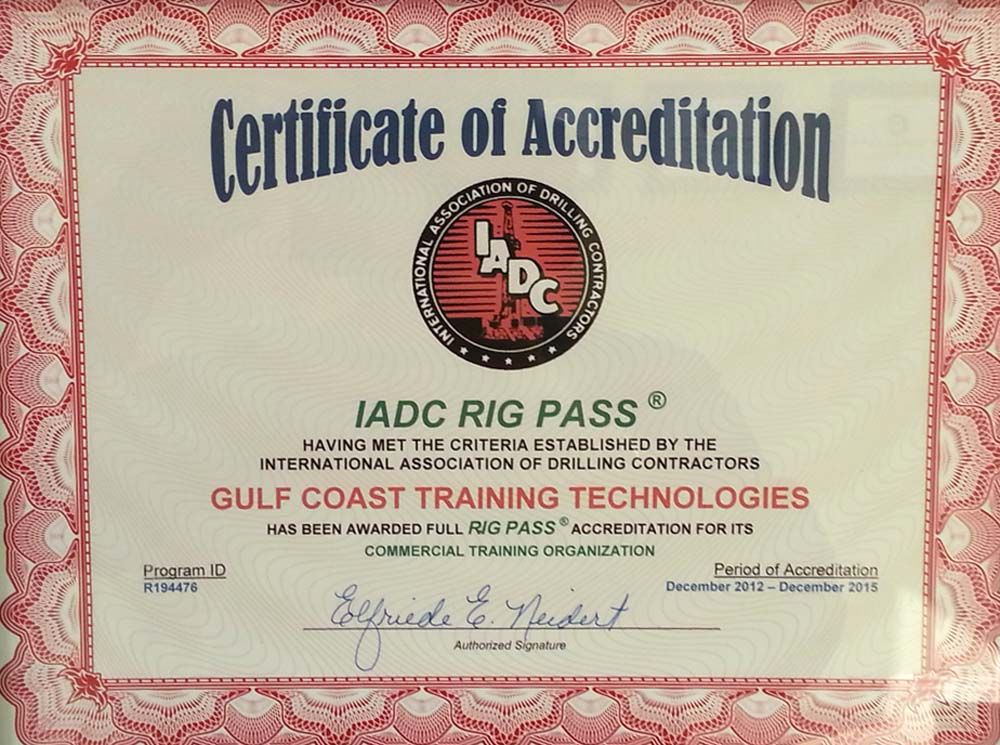 Certificate of Accreditation
INTERNATIONAL ASSOCIATION OF DRILLING CONTRACTORS
IADC
IADC RIG PASS ®
HAVING MET THE CRITERIA ESTABLISHED BY THE
INTERNATIONAL ASSOCIATION OF DRILLING CONTRACTORS
GULF COAST TRAINING TECHNOLOGIES
HAS BEEN AWARDED FULL RIG PASS ® ACCREDITATION FOR ITS
COMMERCIAL TRAINING ORGANIZATION
Program ID
R194476
Period of Accreditation
December 2012 – December 2015
Elfriede E. Neidert
Authorized Signature